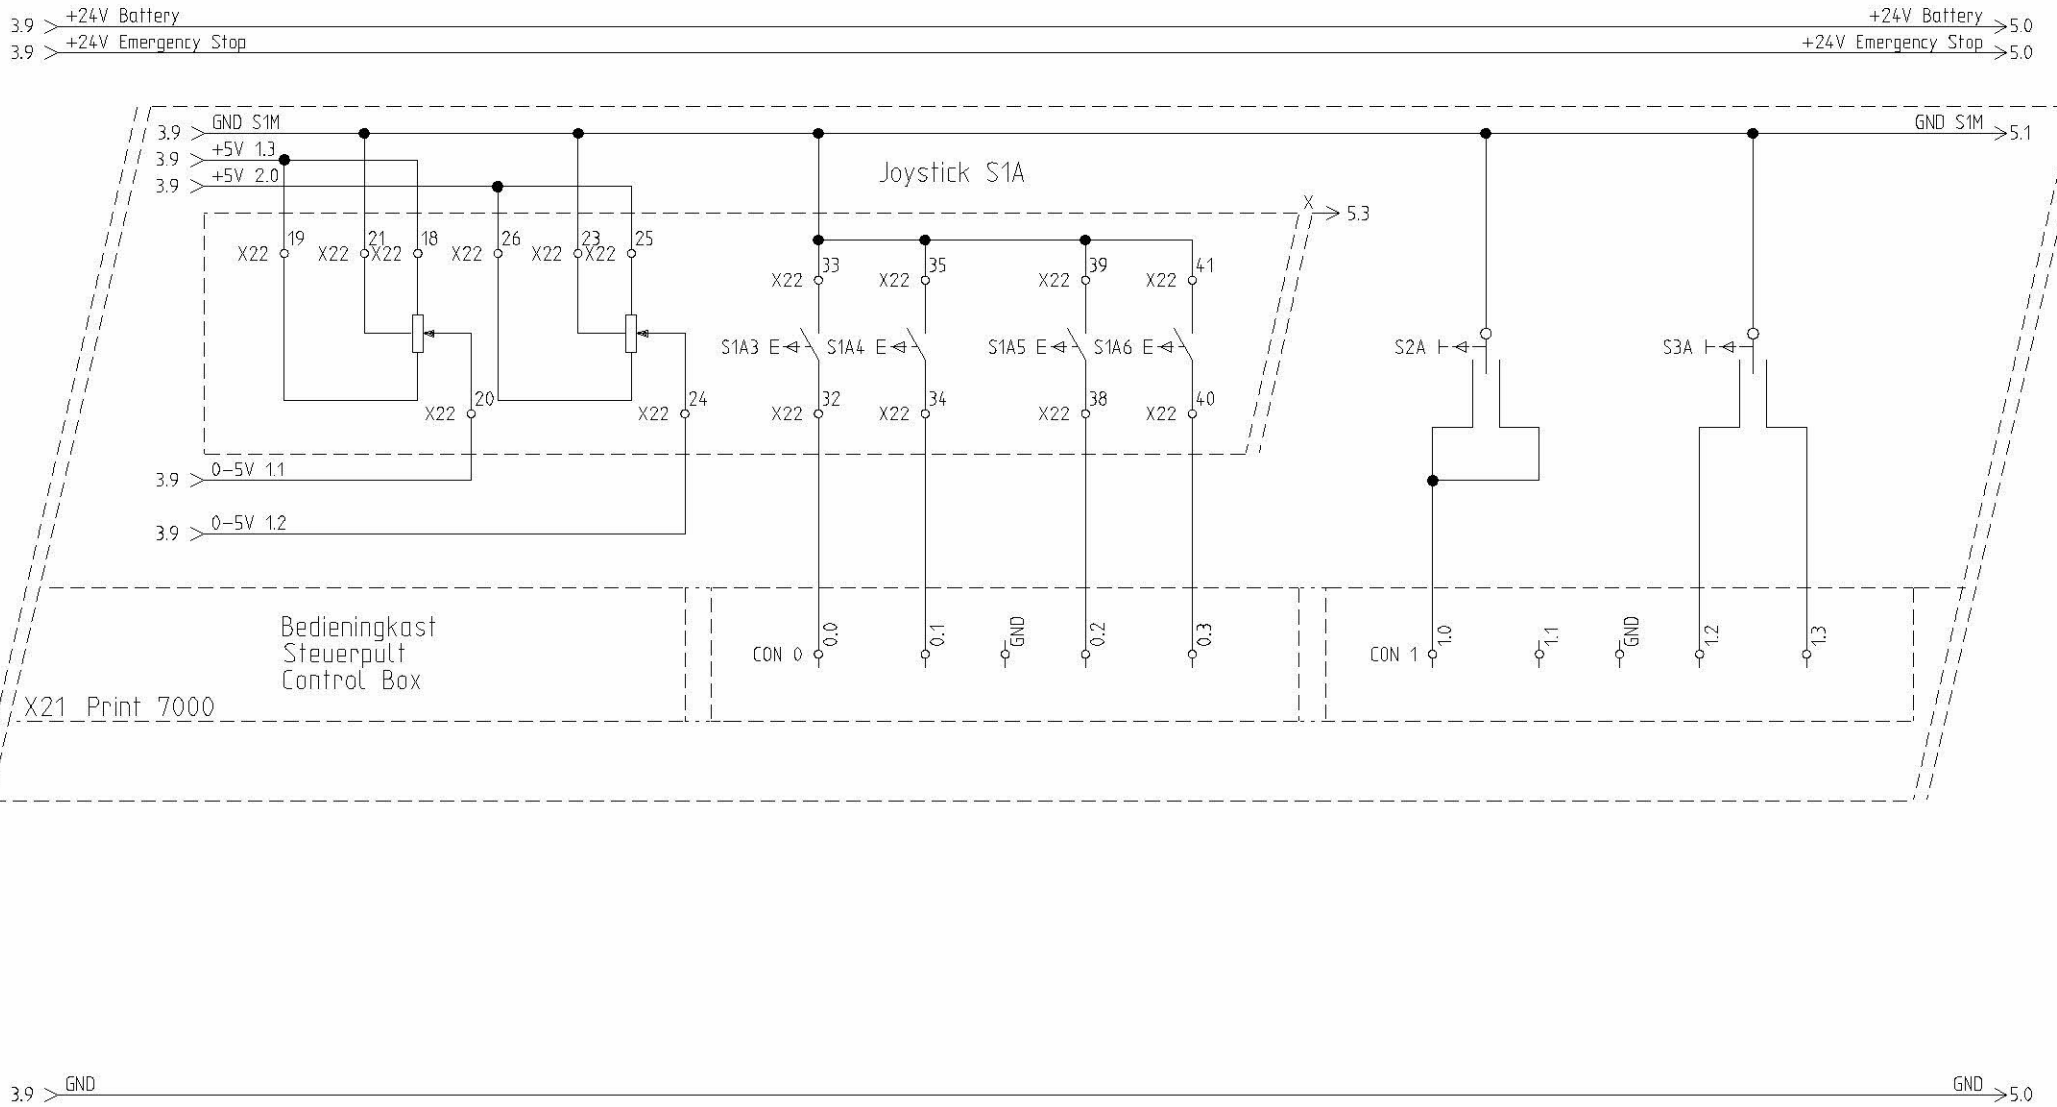 3.9 +24V Battery +24V Battery 5.0
3.9 +24V Emergency Stop +24V Emergency Stop 5.0
3.9 GND S1M GND S1M 5.1
3.9 +5V 1.3
3.9 +5V 2.0
Joystick S1A
X 5.3
19 21 18 26 23 25
X22 X22 X22 X22 X22 X22
33 35 39 41
X22 X22 X22 X22
S1A3 S1A4 S1A5 S1A6 S2A S3A
20 24 32 34 38 40
X22 X22 X22 X22 X22 X22
3.9 0-5V 1.1
3.9 0-5V 1.2
Bedieningkast
Steuerpult
Control Box
X21 Print 7000
CON 0 0.0 0.1 GND 0.2 0.3
CON 1 1.0 1.1 GND 1.2 1.3
3.9 GND GND 5.0